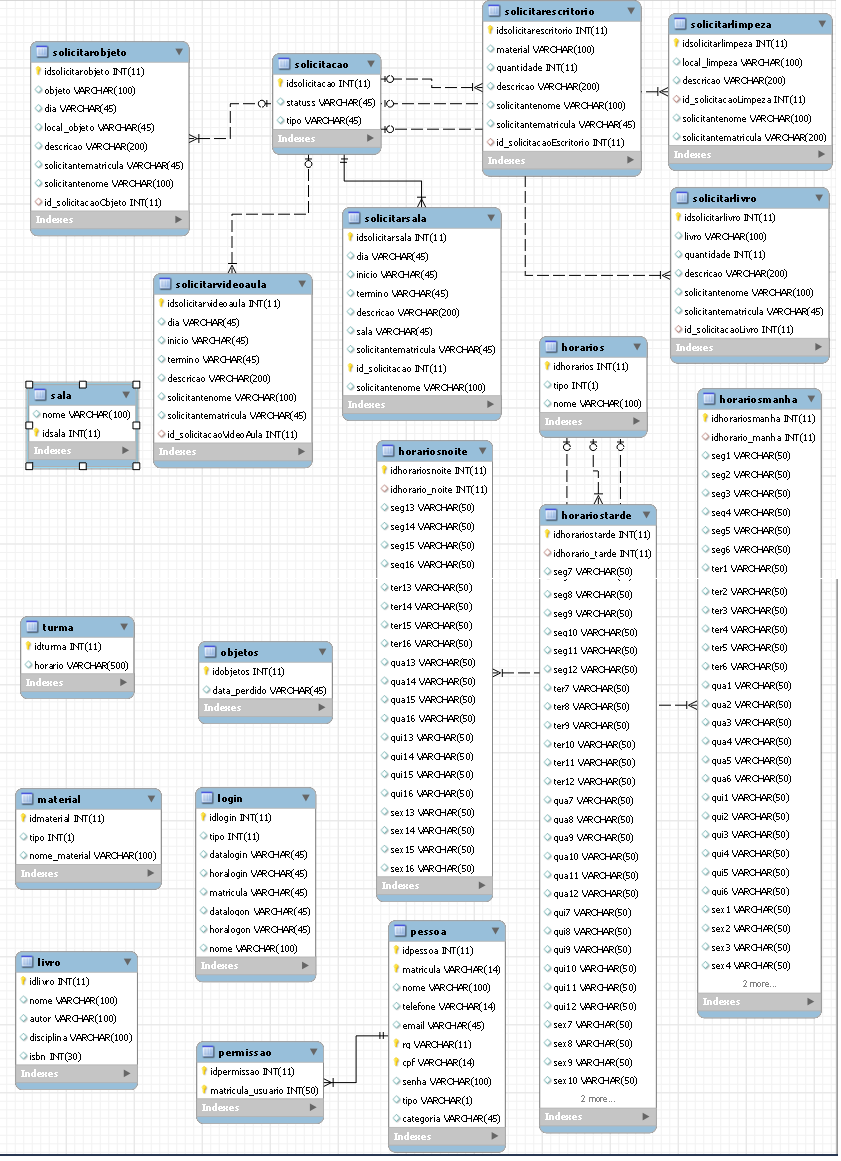 solicitarobjeto
idsolicitarobjeto INT(11)
objeto VARCHAR(100)
dia VARCHAR(45)
local_objeto VARCHAR(45)
descricao VARCHAR(200)
solicitantematricula VARCHAR(45)
solicitantenome VARCHAR(100)
id_solicitacaoObjeto INT(11)
Indexes
solicitacao
idsolicitacao INT(11)
statuss VARCHAR(45)
tipo VARCHAR(45)
Indexes
solicitarescritorio
idsolicitarescritorio INT(11)
material VARCHAR(100)
quantidade INT(11)
descricao VARCHAR(200)
solicitantenome VARCHAR(100)
solicitantematricula VARCHAR(45)
id_solicitacaoEscritorio INT(11)
Indexes
solicitarlimpeza
idsolicitarlimpeza INT(11)
local_limpeza VARCHAR(100)
descricao VARCHAR(200)
id_solicitacaoLimpeza INT(11)
solicitantenome VARCHAR(100)
solicitantematricula VARCHAR(200)
Indexes
solicitarlivro
idsolicitarlivro INT(11)
livro VARCHAR(100)
quantidade INT(11)
descricao VARCHAR(200)
solicitantenome VARCHAR(100)
solicitantematricula VARCHAR(45)
id_solicitacaoLivro INT(11)
Indexes
solicitarsala
idsolicitarsala INT(11)
dia VARCHAR(45)
inicio VARCHAR(45)
termino VARCHAR(45)
descricao VARCHAR(200)
sala VARCHAR(45)
solicitantematricula VARCHAR(45)
id_solicitacao INT(11)
solicitantenome VARCHAR(100)
Indexes
solicitarvideoaula
idsolicitarvideoaula INT(11)
dia VARCHAR(45)
inicio VARCHAR(45)
termino VARCHAR(45)
descricao VARCHAR(200)
solicitantenome VARCHAR(100)
solicitantematricula VARCHAR(45)
id_solicitacaoVideoAula INT(11)
Indexes
sala
nome VARCHAR(100)
idsala INT(11)
Indexes
horarios
idhorarios INT(11)
tipo INT(1)
nome VARCHAR(100)
Indexes
horariosmanha
idhorariosmanha INT(11)
idhorario_manha INT(11)
seg1 VARCHAR(50)
seg2 VARCHAR(50)
seg3 VARCHAR(50)
seg4 VARCHAR(50)
seg5 VARCHAR(50)
seg6 VARCHAR(50)
ter1 VARCHAR(50)
ter2 VARCHAR(50)
ter3 VARCHAR(50)
ter4 VARCHAR(50)
ter5 VARCHAR(50)
ter6 VARCHAR(50)
qua1 VARCHAR(50)
qua2 VARCHAR(50)
qua3 VARCHAR(50)
qua4 VARCHAR(50)
qua5 VARCHAR(50)
qua6 VARCHAR(50)
qui1 VARCHAR(50)
qui2 VARCHAR(50)
qui3 VARCHAR(50)
qui4 VARCHAR(50)
qui5 VARCHAR(50)
qui6 VARCHAR(50)
sex1 VARCHAR(50)
sex2 VARCHAR(50)
sex3 VARCHAR(50)
sex4 VARCHAR(50)
2 more...
Indexes
horariosnoite
idhorariosnoite INT(11)
idhorario_noite INT(11)
seg13 VARCHAR(50)
seg14 VARCHAR(50)
seg15 VARCHAR(50)
seg16 VARCHAR(50)
ter13 VARCHAR(50)
ter14 VARCHAR(50)
ter15 VARCHAR(50)
ter16 VARCHAR(50)
qua13 VARCHAR(50)
qua14 VARCHAR(50)
qua15 VARCHAR(50)
qua16 VARCHAR(50)
qui13 VARCHAR(50)
qui14 VARCHAR(50)
qui15 VARCHAR(50)
qui16 VARCHAR(50)
sex13 VARCHAR(50)
sex14 VARCHAR(50)
sex15 VARCHAR(50)
sex16 VARCHAR(50)
Indexes
horariostarde
idhorariostarde INT(11)
idhorario_tarde INT(11)
seg7 VARCHAR(50)
seg8 VARCHAR(50)
seg9 VARCHAR(50)
seg10 VARCHAR(50)
seg11 VARCHAR(50)
seg12 VARCHAR(50)
ter7 VARCHAR(50)
ter8 VARCHAR(50)
ter9 VARCHAR(50)
ter10 VARCHAR(50)
ter11 VARCHAR(50)
ter12 VARCHAR(50)
qua7 VARCHAR(50)
qua8 VARCHAR(50)
qua9 VARCHAR(50)
qua10 VARCHAR(50)
qua11 VARCHAR(50)
qua12 VARCHAR(50)
qui7 VARCHAR(50)
qui8 VARCHAR(50)
qui9 VARCHAR(50)
qui10 VARCHAR(50)
qui11 VARCHAR(50)
qui12 VARCHAR(50)
sex7 VARCHAR(50)
sex8 VARCHAR(50)
sex9 VARCHAR(50)
sex10 VARCHAR(50)
2 more...
Indexes
turma
idturma INT(11)
horario VARCHAR(500)
Indexes
objetos
idobjetos INT(11)
data_perdido VARCHAR(45)
Indexes
material
idmaterial INT(11)
tipo INT(1)
nome_material VARCHAR(100)
Indexes
login
idlogin INT(11)
tipo INT(11)
datalogin VARCHAR(45)
horalogin VARCHAR(45)
matricula VARCHAR(45)
datalogon VARCHAR(45)
horalogon VARCHAR(45)
nome VARCHAR(100)
Indexes
livro
idlivro INT(11)
nome VARCHAR(100)
autor VARCHAR(100)
disciplina VARCHAR(100)
isbn INT(30)
Indexes
permissao
idpermissao INT(11)
matricula_usuario INT(50)
Indexes
pessoa
idpessoa INT(11)
matricula VARCHAR(14)
nome VARCHAR(100)
telefone VARCHAR(14)
email VARCHAR(45)
rg VARCHAR(11)
cpf VARCHAR(14)
senha VARCHAR(100)
tipo VARCHAR(1)
categoria VARCHAR(45)
Indexes